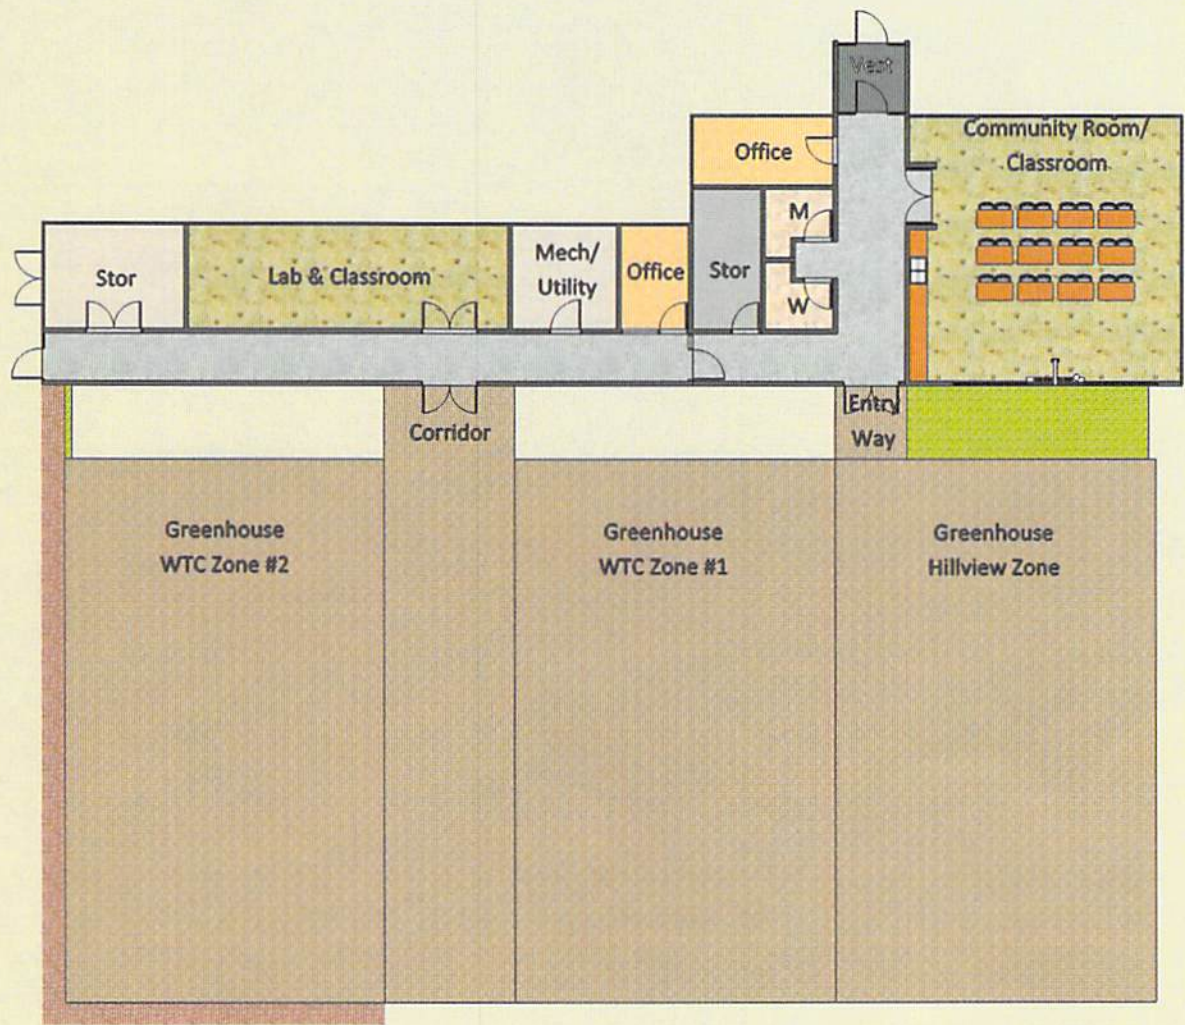 Vest
Community Room/
Classroom
Office
M
Stor
Lab & Classroom
Mech/
Utility
Office
Stor
W
Corridor
Entry
Way
Greenhouse
WTC Zone #2
Greenhouse
WTC Zone #1
Greenhouse
Hillview Zone